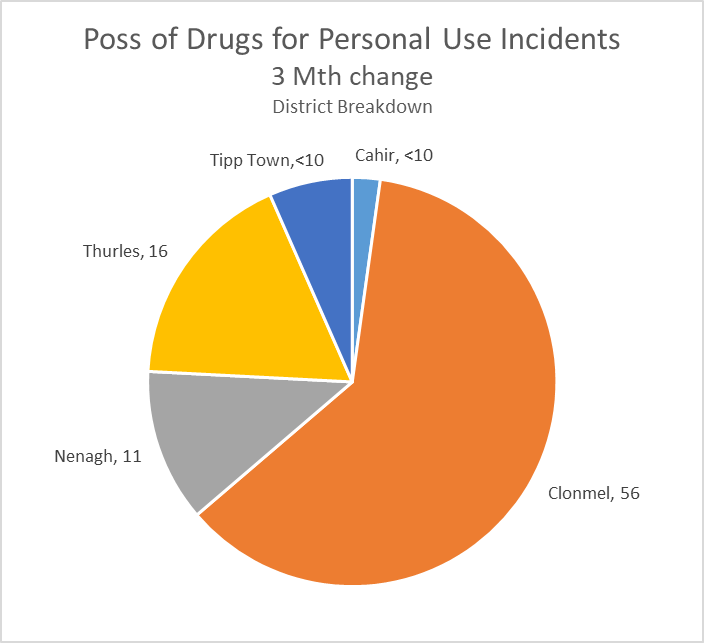 Poss of Drugs for Personal Use Incidents
3 Mth change
District Breakdown
Tipp Town,<10
Cahir, <10
Thurles, 16
Nenagh, 11
Clonmel, 56